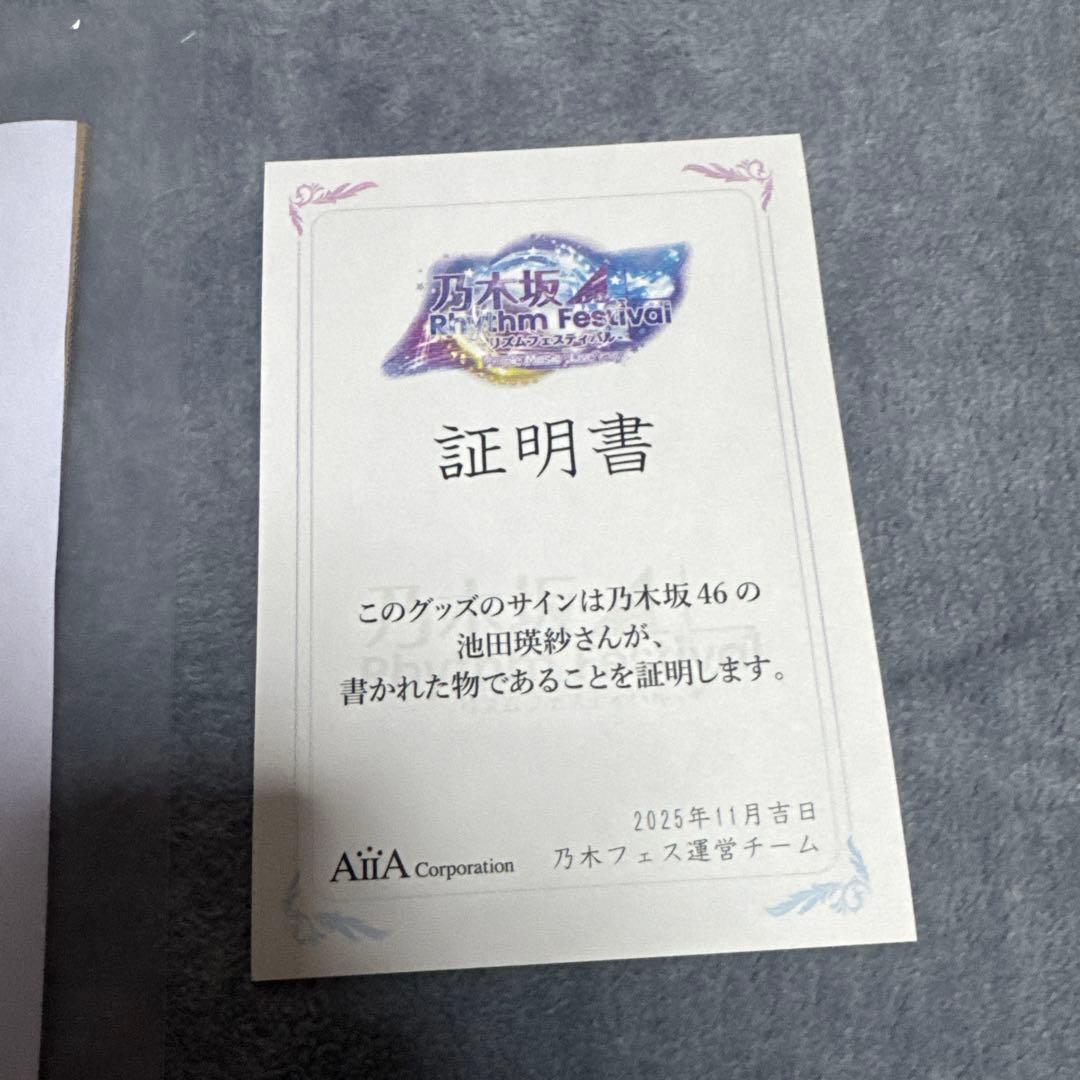 乃木坂46
Rhythm Festival
-リズムフェスティバル-
証明書
このグッズのサインは乃木坂46の
池田瑛紗さんが、
書かれた物であることを証明します。
2025年11月吉日
乃木フェス運営チーム
AiiA Corporation